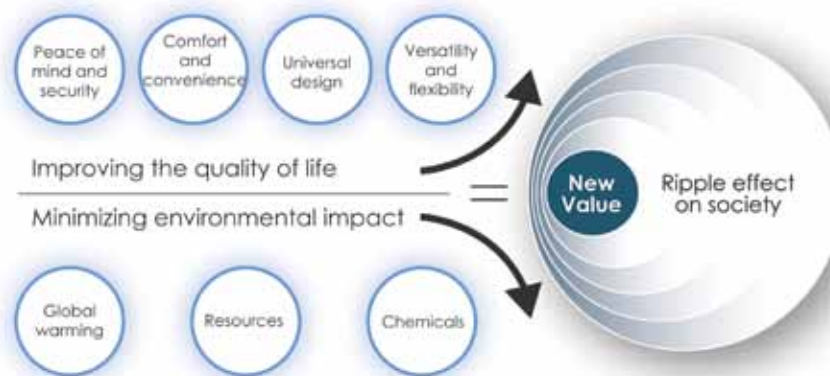 Peace of
mind and
security
Comfort
and
convenience
Universal
design
Versatility
and
flexibility
Improving the quality of life
Minimizing environmental impact
=
New
Value
Ripple effect
on society
Global
warming
Resources
Chemicals